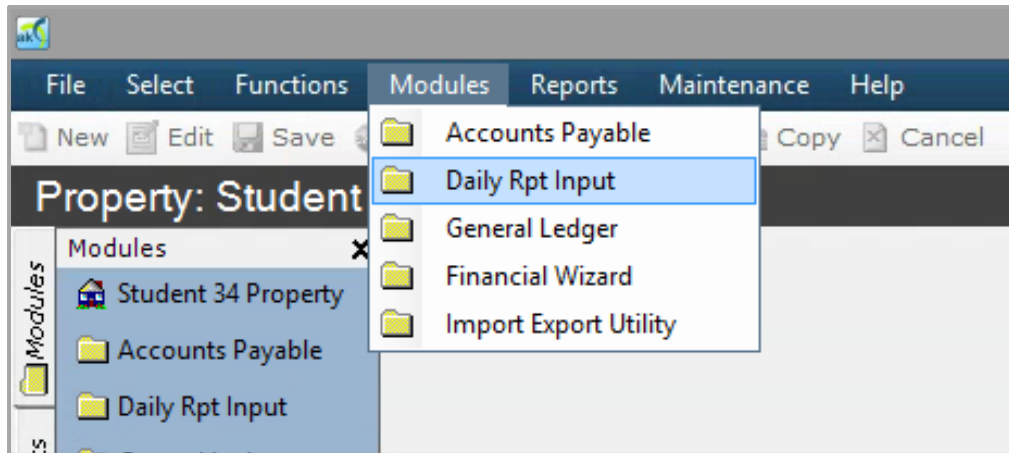 File Select Functions Modules Reports Maintenance Help
New Edit Save Copy Cancel
Accounts Payable
Daily Rpt Input
General Ledger
Financial Wizard
Import Export Utility
Property: Student
Modules
Modules
Student 34 Property
Accounts Payable
Daily Rpt Input